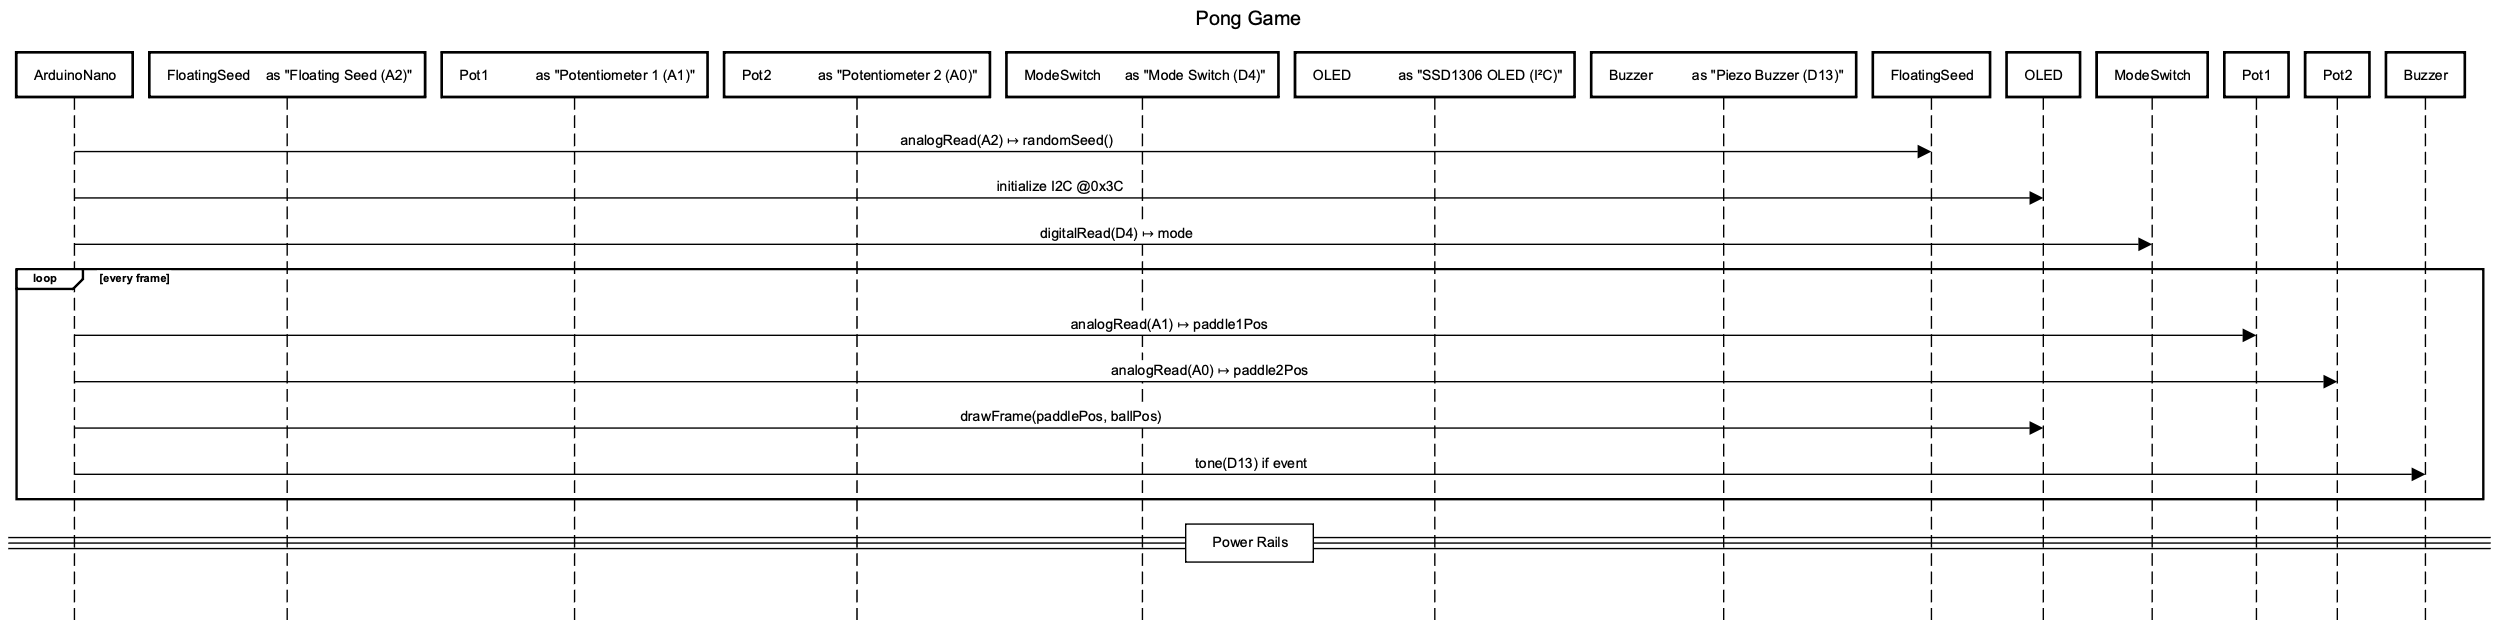 Pong Game
ArduinoNano
FloatingSeed as "Floating Seed (A2)"
Pot1 as "Potentiometer 1 (A1)"
Pot2 as "Potentiometer 2 (A0)"
ModeSwitch as "Mode Switch (D4)"
OLED as "SSD1306 OLED (I²C)"
Buzzer as "Piezo Buzzer (D13)"
FloatingSeed
OLED
ModeSwitch
Pot1
Pot2
Buzzer
analogRead(A2) ↦ randomSeed()
initialize I2C @0x3C
digitalRead(D4) ↦ mode
loop [every frame]
analogRead(A1) ↦ paddle1Pos
analogRead(A0) ↦ paddle2Pos
drawFrame(paddlePos, ballPos)
tone(D13) if event
Power Rails